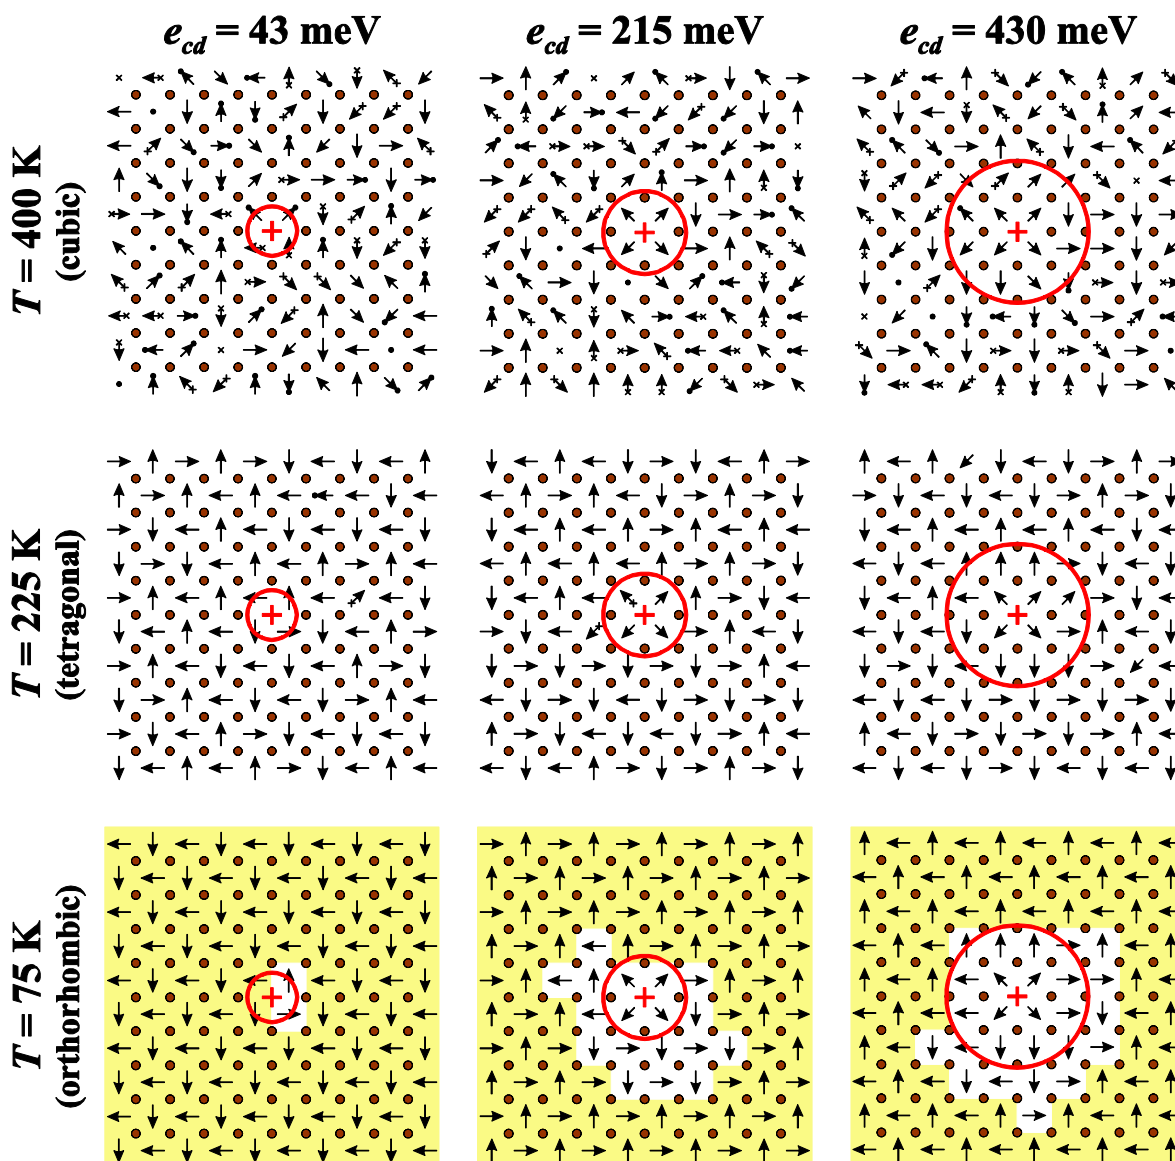 e_cd = 43 meV
e_cd = 215 meV
e_cd = 430 meV
T = 400 K
(cubic)
T = 225 K
(tetragonal)
T = 75 K
(orthorhombic)